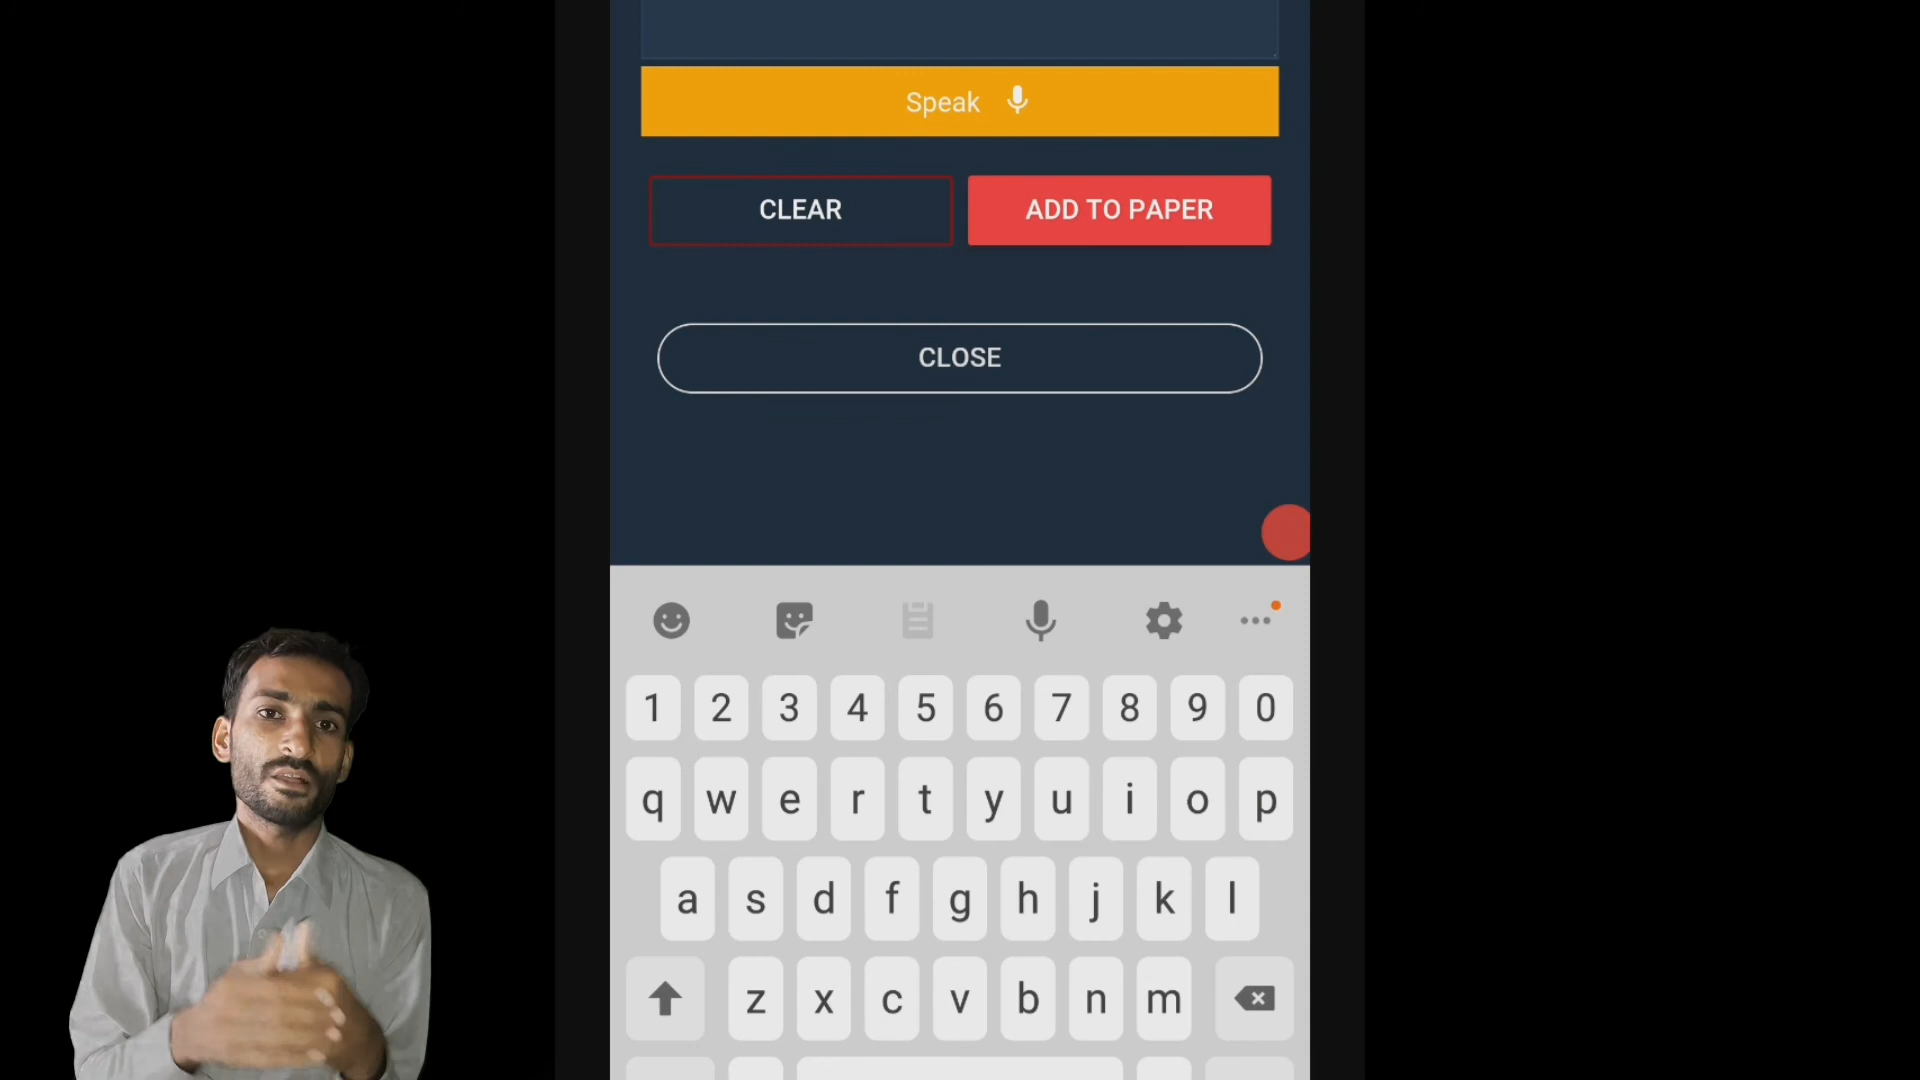 Speak
CLEAR ADD TO PAPER
CLOSE
1 2 3 4 5 6 7 8 9 0
q w e r t y u i o p
a s d f g h j k l
z x c v b n m